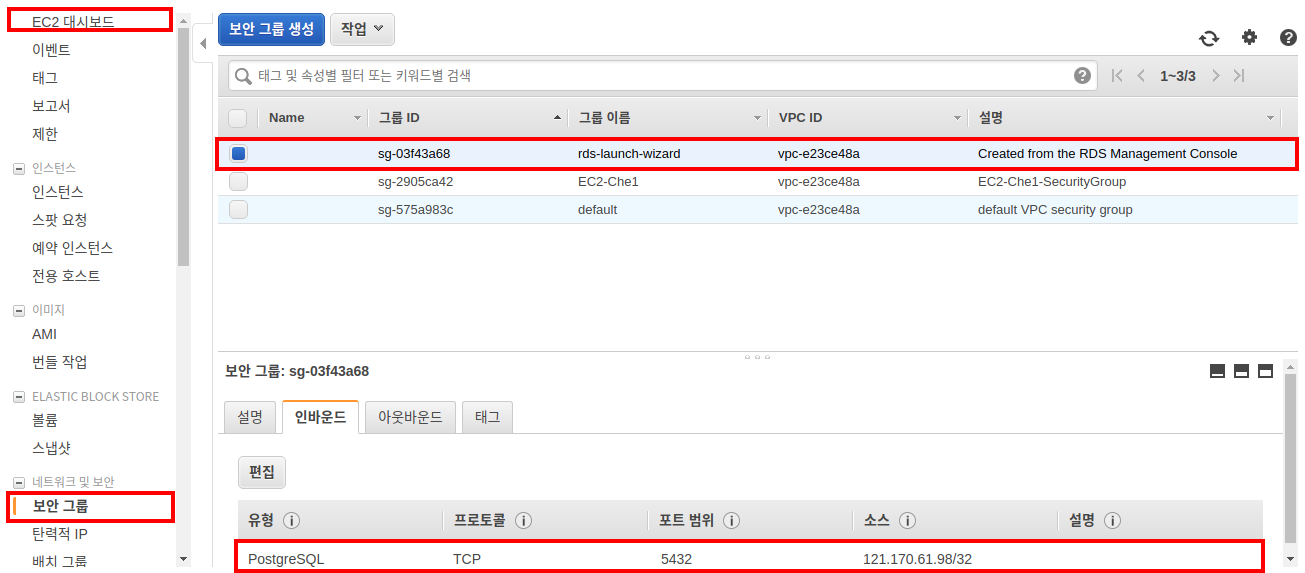 EC2 대시보드
이벤트
태그
보고서
제한
인스턴스
인스턴스
스팟 요청
예약 인스턴스
전용 호스트
이미지
AMI
번들 작업
ELASTIC BLOCK STORE
볼륨
스냅샷
네트워크 및 보안
보안 그룹
탄력적 IP
배치 그룹
보안 그룹 생성 작업
태그 및 속성별 필터 또는 키워드별 검색 1~3/3
Name 그룹 ID 그룹 이름 VPC ID 설명
sg-03f43a68 rds-launch-wizard vpc-e23ce48a Created from the RDS Management Console
sg-2905ca42 EC2-Che1 vpc-e23ce48a EC2-Che1-SecurityGroup
sg-575a983c default vpc-e23ce48a default VPC security group
보안 그룹: sg-03f43a68
설명 인바운드 아웃바운드 태그
편집
유형 프로토콜 포트 범위 소스 설명
PostgreSQL TCP 5432 121.170.61.98/32